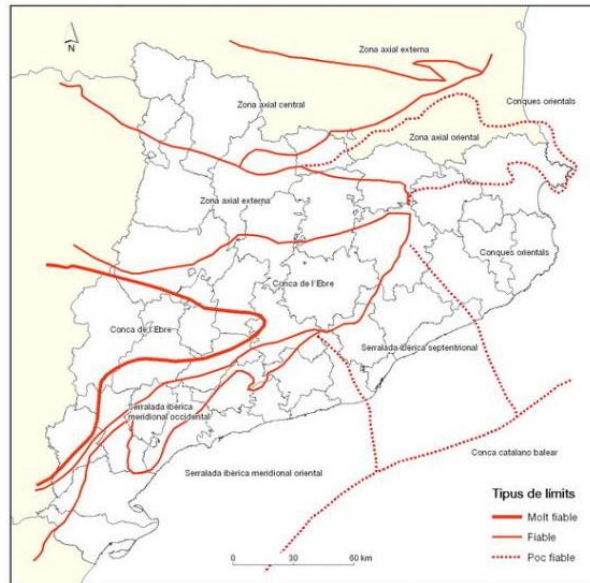 N
Zona axial externa
Zona axial central
Conques orientals
Zona axial oriental
Zona axial externa
Conques orientals
Conca de l'Ebre
Conca de l'Ebre
Serralada ibèrica septentrional
Serralada ibèrica
meridional occidental
Conca catalano balear
Serralada ibèrica meridional oriental
Tipus de límits
Molt fiable
Fiable
Poc fiable
0 30 60 km